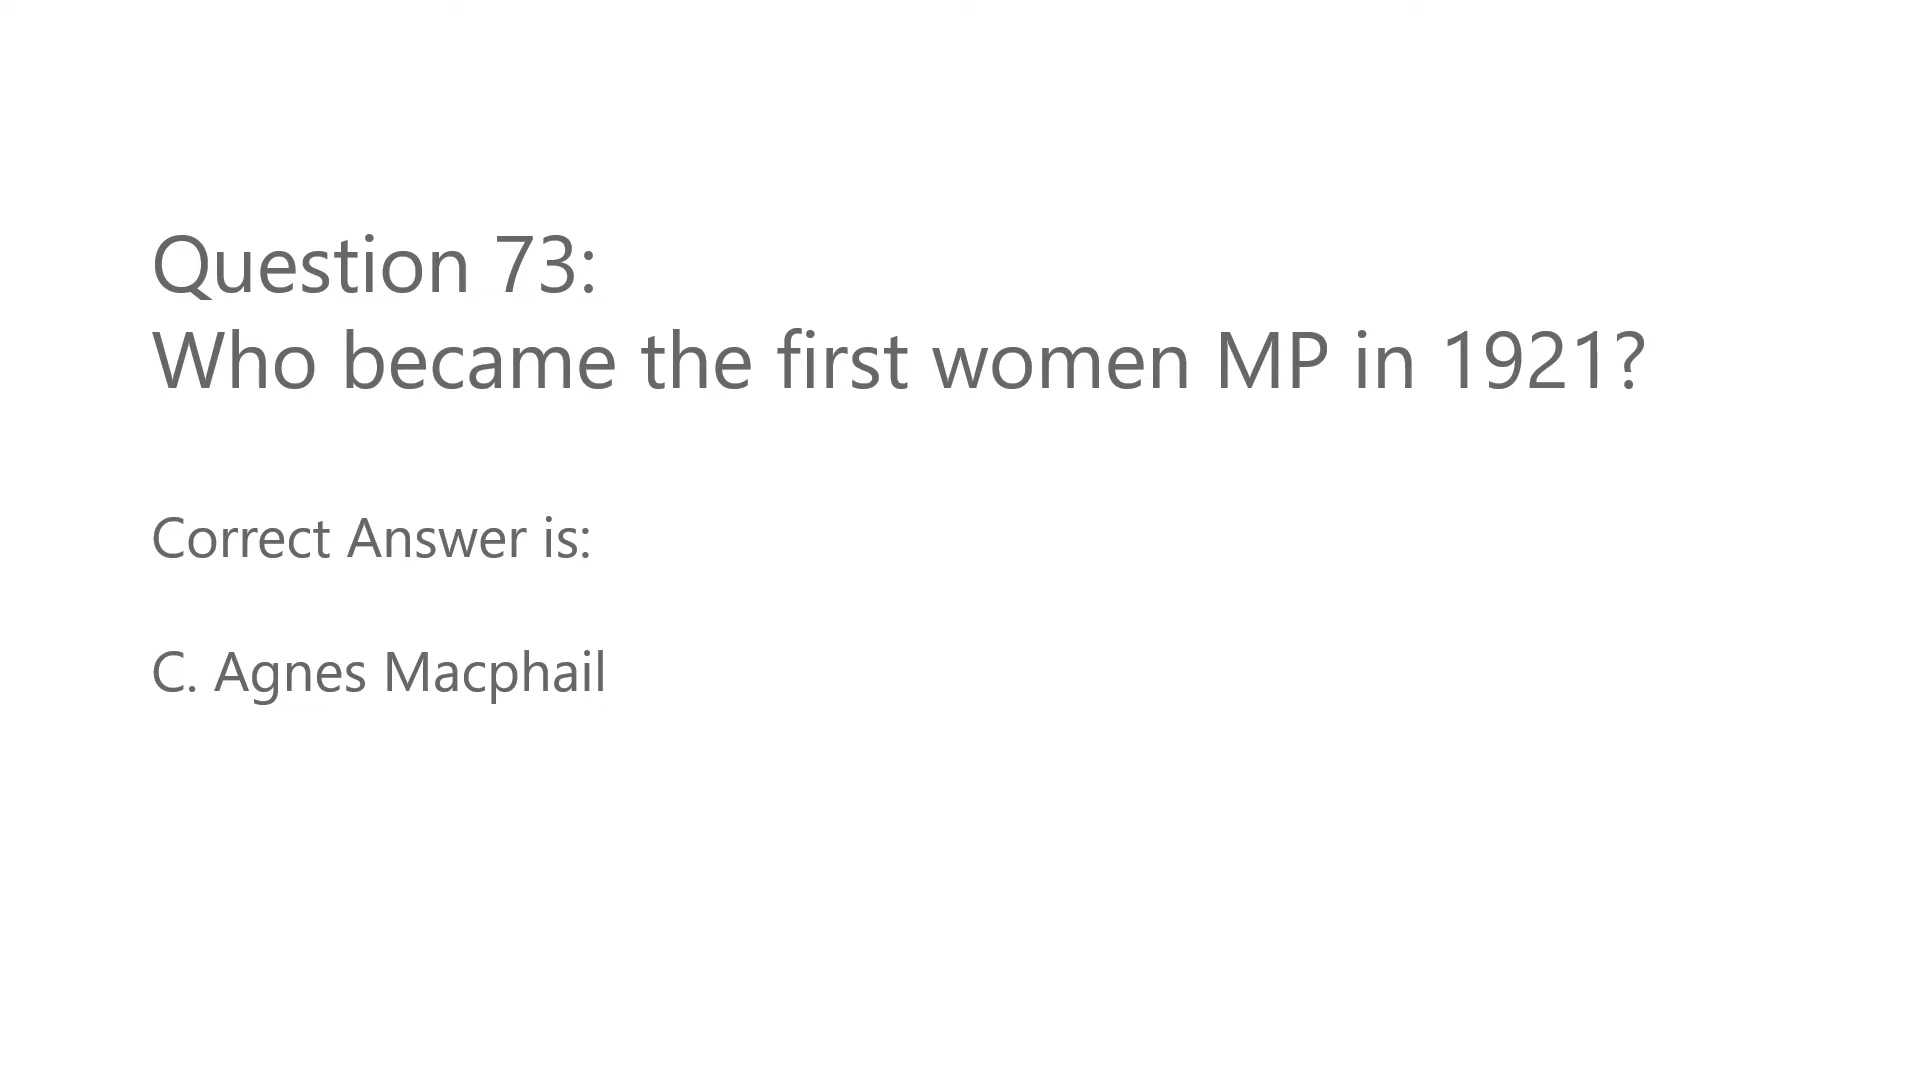 Question 73:
Who became the first women MP in 1921?
Correct Answer is:
C. Agnes Macphail